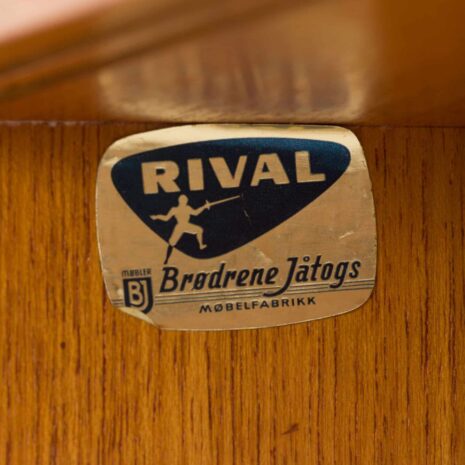 RIVAL
MØBLER
BJ
Brødrene Jåtogs
MØBELFABRIKK